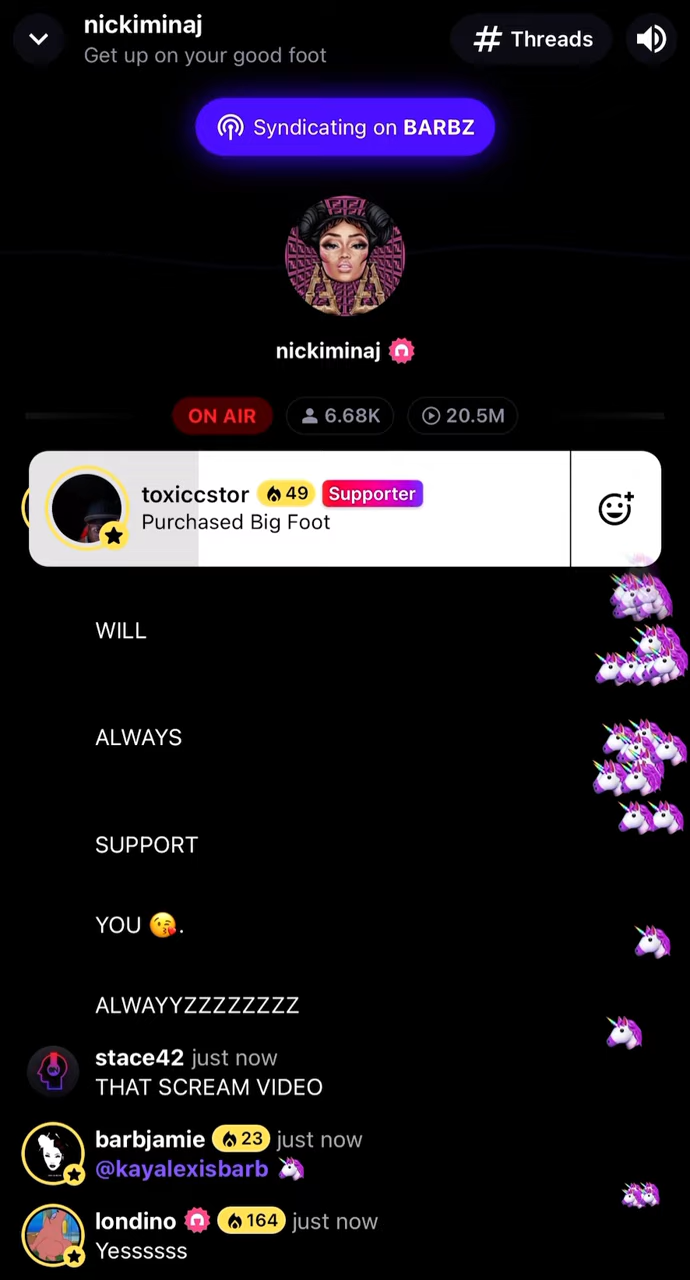 nickiminaj
Get up on your good foot
# Threads
Syndicating on BARBZ
nickiminaj
ON AIR 6.68K 20.5M
toxiccstor 49 Supporter
Purchased Big Foot
WILL
ALWAYS
SUPPORT
YOU 😘.
ALWAYYZZZZZZZZ
stace42 just now
THAT SCREAM VIDEO
barbjamie 23 just now
@kayalexisbarb 🦄
londino 164 just now
Yessssss